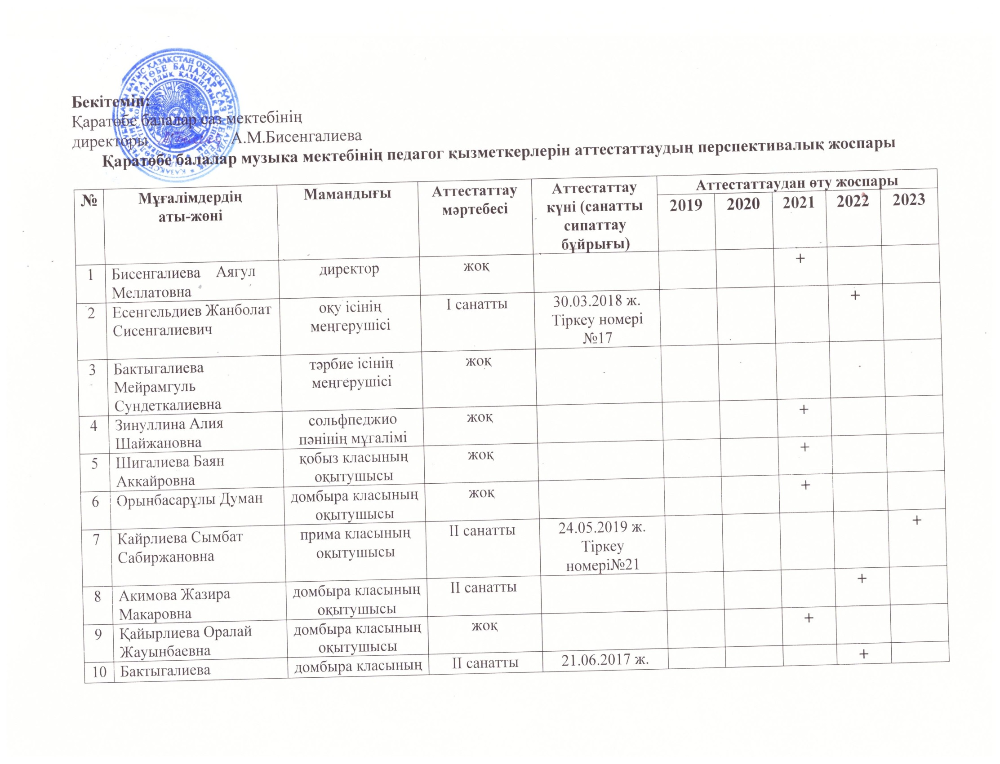 Бекітемін:
Қаратөбе балалар саз мектебінің
директоры А.М.Бисенгалиева
Қаратөбе балалар музыка мектебінің педагог қызметкерлерін аттестаттаудың перспективалық жоспары
№ Мұғалімдердің аты-жөні Мамандығы Аттестаттау мәртебесі Аттестаттау күні (санатты сипаттау бұйрығы) Аттестаттаудан өту жоспары
2019 2020 2021 2022 2023
1 Бисенгалиева Аягул директор жоқ +
Меллатовна
2 Есенгельдиев Жанболат оқу ісінің І санатты 30.03.2018 ж. +
Сисенгалиевич меңгерушісі Тіркеу номері
№17
3 Бактыгалиева тәрбие ісінің жоқ
Мейрамгуль меңгерушісі
Сундеткалиевна
4 Зинуллина Алия сольфпеджио жоқ +
Шайжановна пәнінің мұғалімі
5 Шигалиева Баян қобыз класының жоқ +
Аккайровна оқытушысы
6 Орынбасарұлы Думан домбыра класының жоқ +
оқытушысы
7 Кайрлиева Сымбат прима класының ІІ санатты 24.05.2019 ж. +
Сабиржановна оқытушысы Тіркеу
номері№21
8 Акимова Жазира домбыра класының ІІ санатты +
Макаровна оқытушысы
9 Қайырлиева Оралай домбыра класының жоқ +
Жауынбаевна оқытушысы
10 Бактыгалиева домбыра класының ІІ санатты 21.06.2017 ж. +